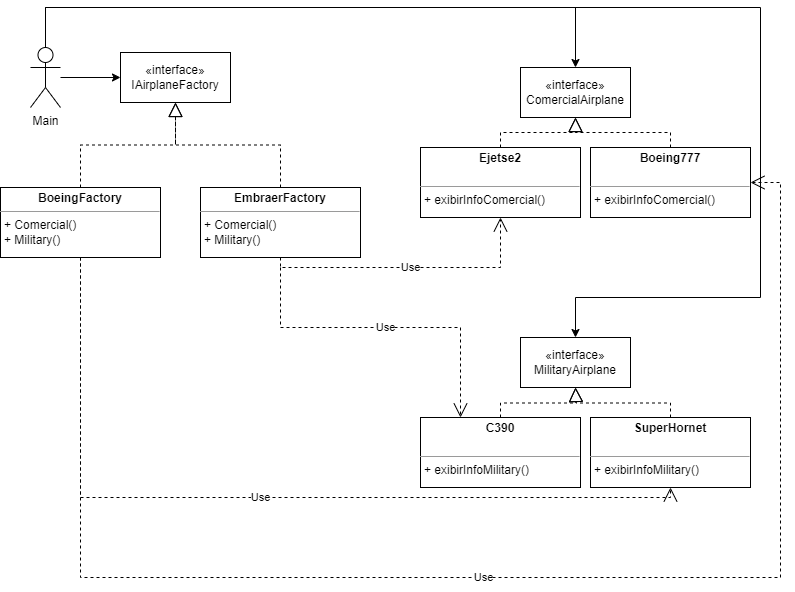 Main
«interface»
IAirplaneFactory
«interface»
ComercialAirplane
BoeingFactory
+ Comercial()
+ Military()
EmbraerFactory
+ Comercial()
+ Military()
Ejetse2
+ exibirInfoComercial()
Boeing777
+ exibirInfoComercial()
Use
Use
«interface»
MilitaryAirplane
C390
+ exibirInfoMilitary()
SuperHornet
+ exibirInfoMilitary()
Use
Use